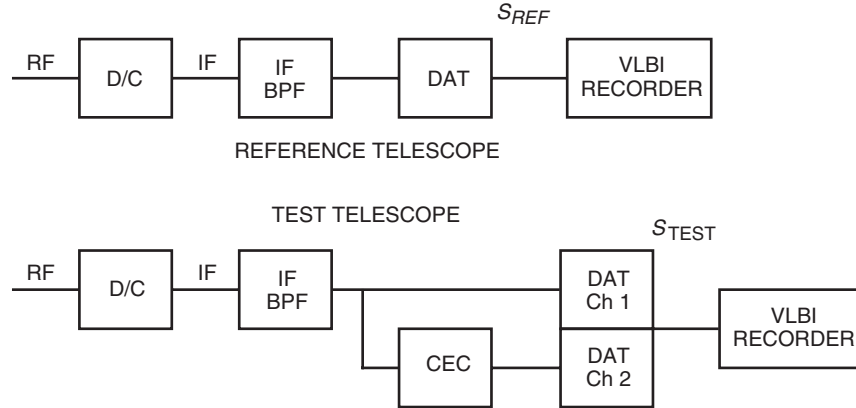 S_REF
RF
D/C
IF
IF
BPF
DAT
VLBI
RECORDER
REFERENCE TELESCOPE
TEST TELESCOPE
S_TEST
RF
D/C
IF
IF
BPF
DAT
Ch 1
VLBI
RECORDER
CEC
DAT
Ch 2